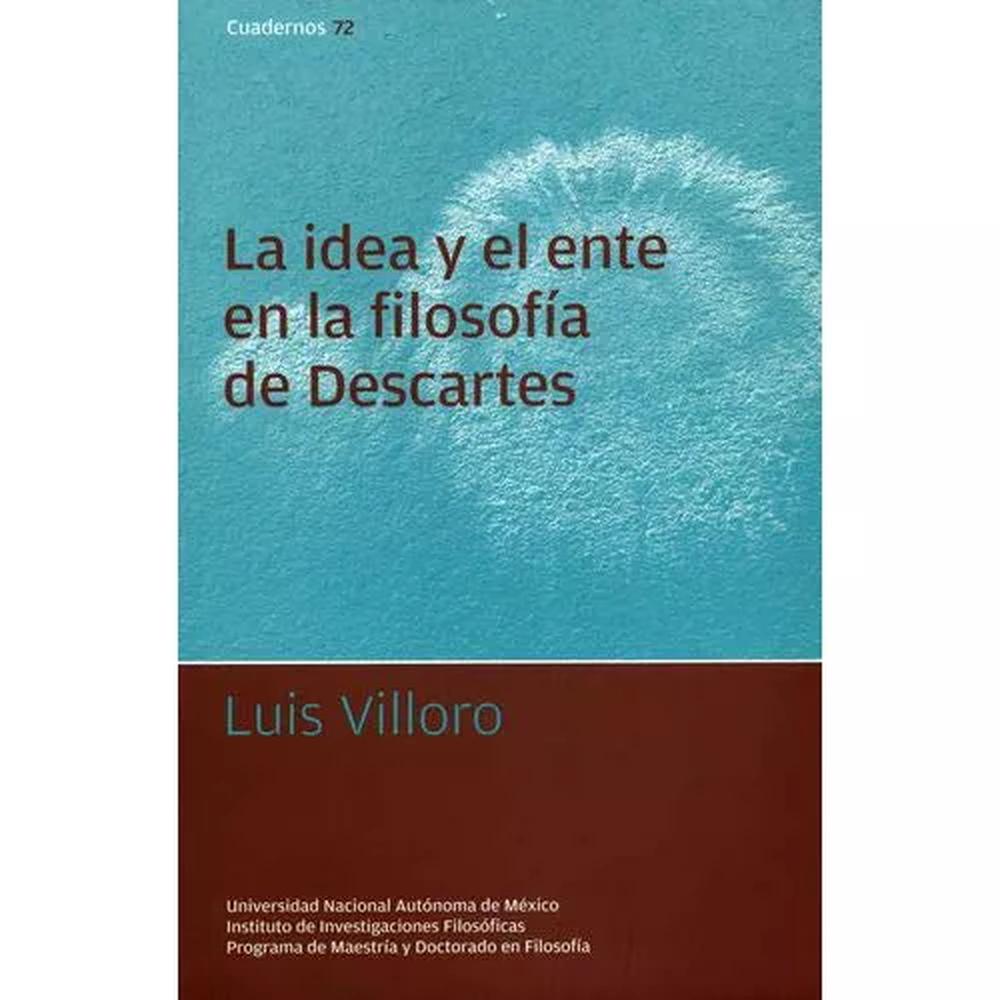 Cuadernos 72
La idea y el ente
en la filosofía
de Descartes
Luis Villoro
Universidad Nacional Autónoma de México
Instituto de Investigaciones Filosóficas
Programa de Maestría y Doctorado en Filosofía